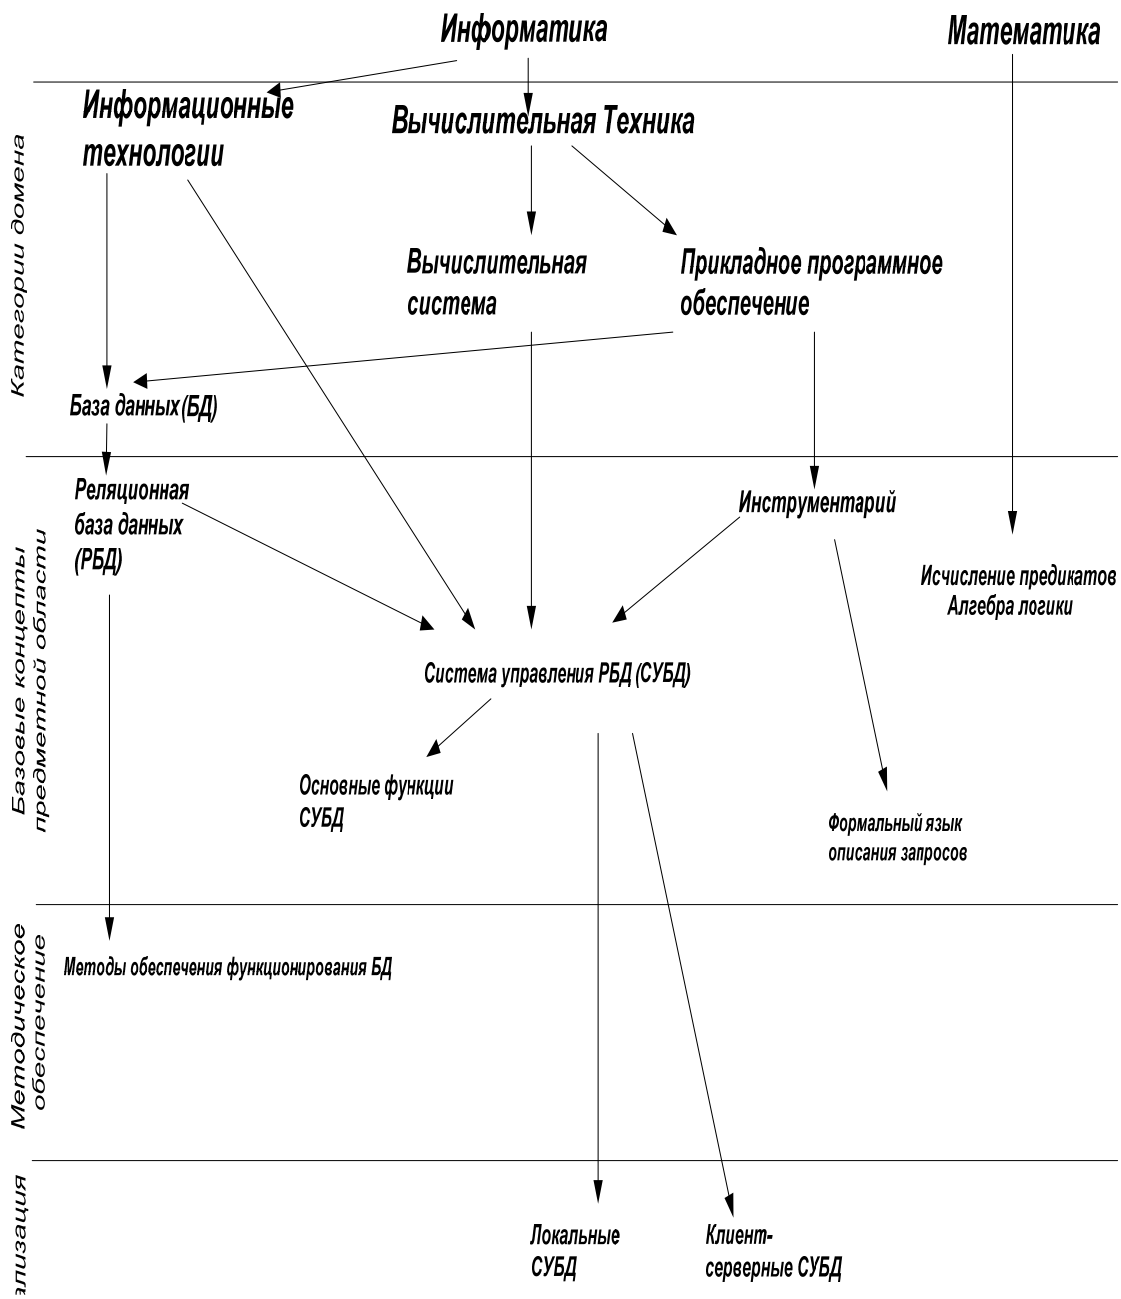 Информатика
Математика
Информационные
технологии
Вычислительная Техника
Категории домена
Вычислительная
система
Прикладное программное
обеспечение
База данных (БД)
Реляционная
база данных
(РБД)
Инструментарий
Базовые концепты
предметной области
Исчисление предикатов
Алгебра логики
Система управления РБД (СУБД)
Основные функции
СУБД
Формальный язык
описания запросов
Методическое
обеспечение
Методы обеспечения функционирования БД
Локальные
СУБД
Клиент-
серверные СУБД